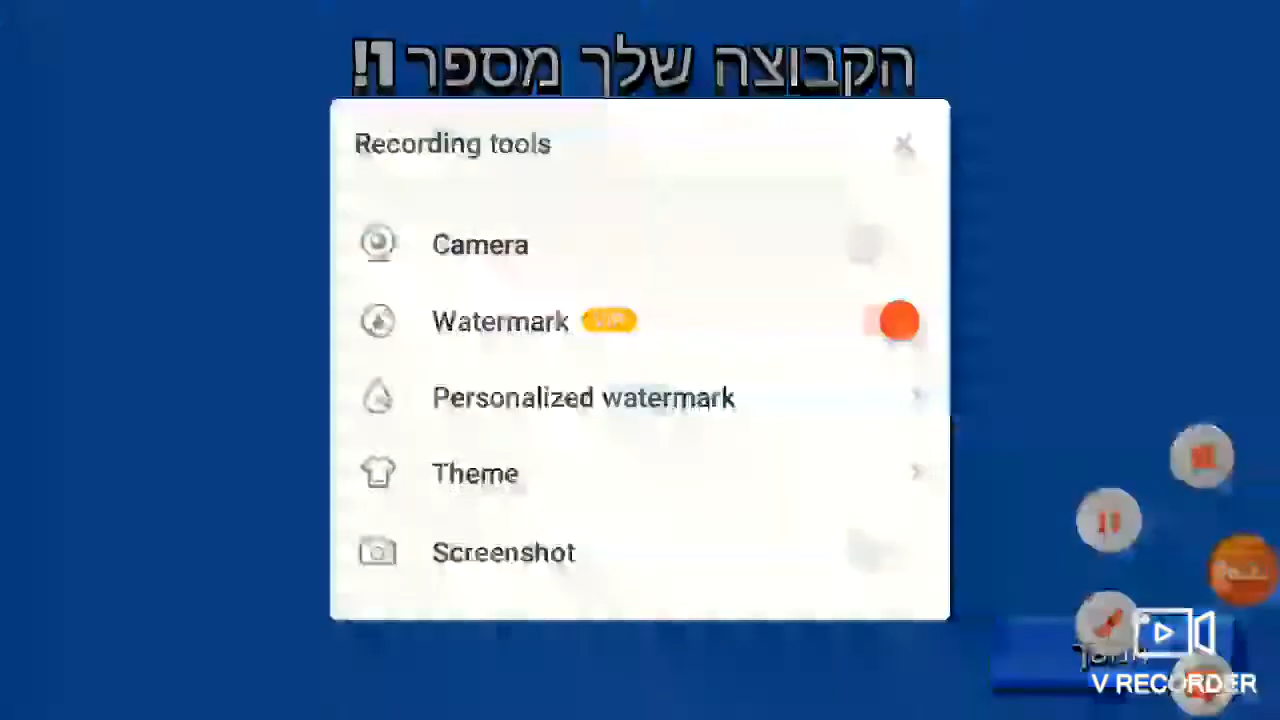 הקבוצה שלך מספר 1!
Recording tools
Camera
Watermark
Personalized watermark
Theme
Screenshot
V RECORDER